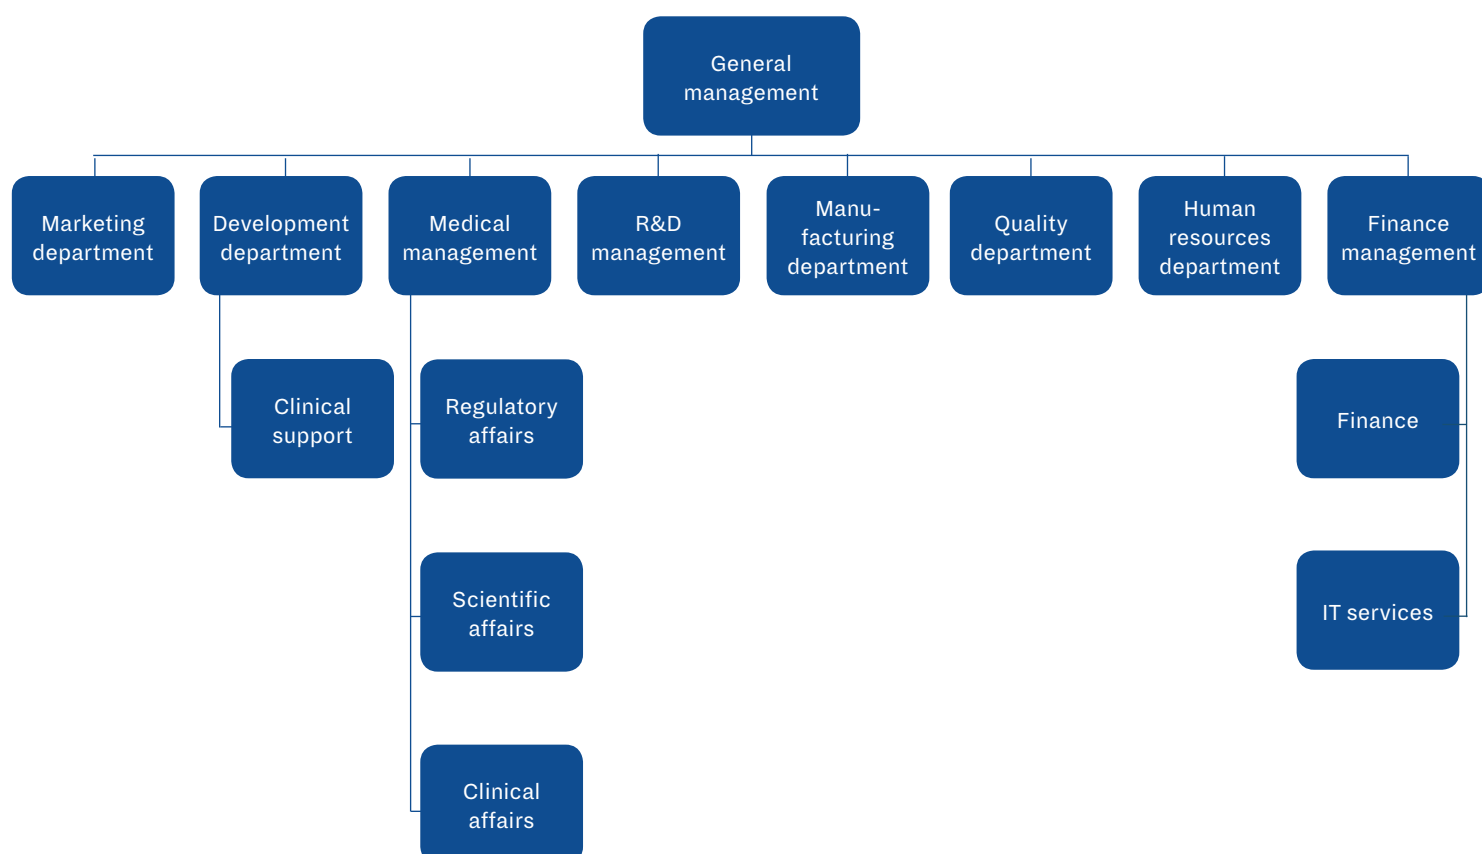 General
management
Marketing
department
Development
department
Medical
management
R&D
management
Manu-
facturing
department
Quality
department
Human
resources
department
Finance
management
Clinical
support
Regulatory
affairs
Finance
Scientific
affairs
IT services
Clinical
affairs